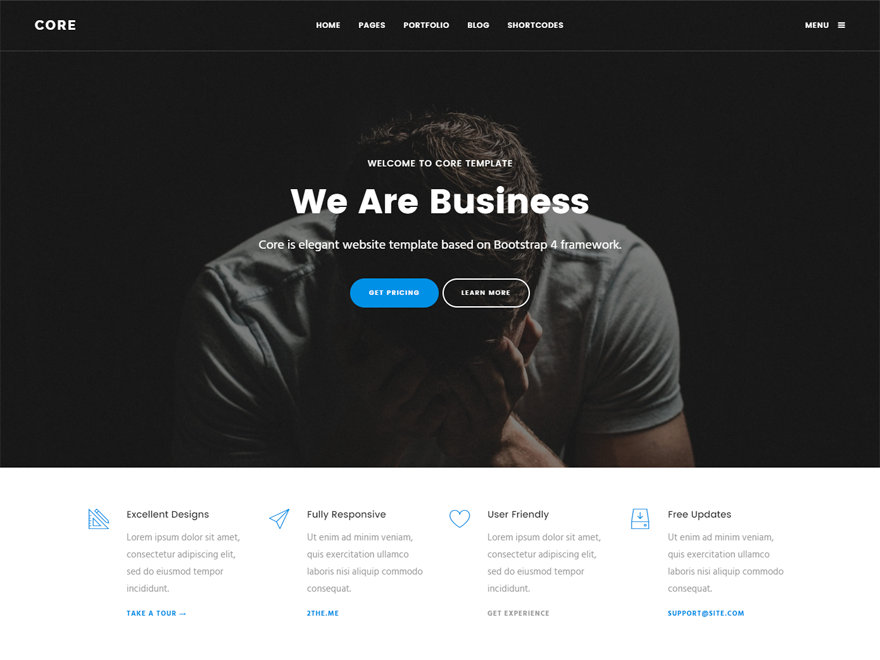 CORE
HOME PAGES PORTFOLIO BLOG SHORTCODES
MENU
WELCOME TO CORE TEMPLATE
We Are Business
Core is elegant website template based on Bootstrap 4 framework.
GET PRICING
LEARN MORE
Excellent Designs
Lorem ipsum dolor sit amet,
consectetur adipiscing elit,
sed do eiusmod tempor
incididunt.
TAKE A TOUR →
Fully Responsive
Ut enim ad minim veniam,
quis exercitation ullamco
laboris nisi aliquip commodo
consequat.
2THE.ME
User Friendly
Lorem ipsum dolor sit amet,
consectetur adipiscing elit,
sed do eiusmod tempor
incididunt.
GET EXPERIENCE
Free Updates
Ut enim ad minim veniam,
quis exercitation ullamco
laboris nisi aliquip commodo
consequat.
SUPPORT@SITE.COM